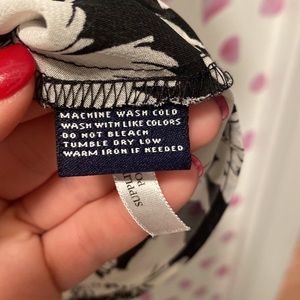 MACHINE WASH COLD
WASH WITH LIKE COLORS
DO NOT BLEACH
TUMBLE DRY LOW
WARM IRON IF NEEDED